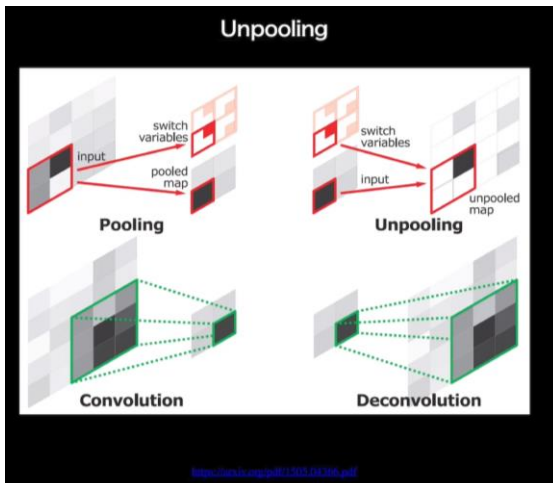 Unpooling
switch
variables
input
pooled
map
Pooling
switch
variables
input
unpooled
map
Unpooling
Convolution
Deconvolution
https://arxiv.org/pdf/1505.04366.pdf